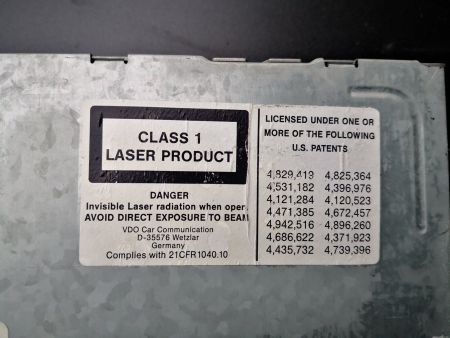 CLASS 1
LASER PRODUCT
DANGER
Invisible Laser radiation when oper
AVOID DIRECT EXPOSURE TO BEAM
VDO Car Communication
D-35576 Wetzlar
Germany
Complies with 21CFR1040.10
LICENSED UNDER ONE OR
MORE OF THE FOLLOWING
U.S. PATENTS
4,829,419 4,825,364
4,531,182 4,396,976
4,121,284 4,120,523
4,471,385 4,672,457
4,942,516 4,896,260
4,686,622 4,371,923
4,435,732 4,739,396